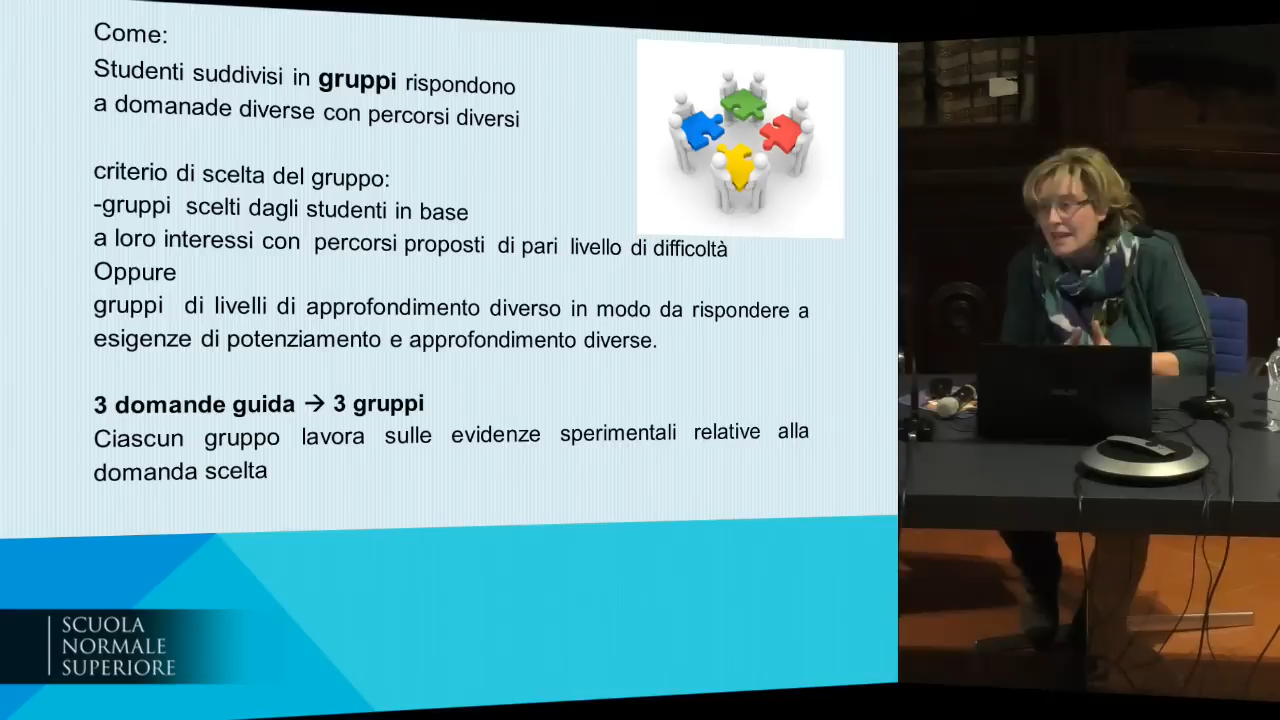 Come:
Studenti suddivisi in gruppi rispondono
a domanade diverse con percorsi diversi
criterio di scelta del gruppo:
-gruppi scelti dagli studenti in base
a loro interessi con percorsi proposti di pari livello di difficoltà
Oppure
gruppi di livelli di approfondimento diverso in modo da rispondere a
esigenze di potenziamento e approfondimento diverse.
3 domande guida → 3 gruppi
Ciascun gruppo lavora sulle evidenze sperimentali relative alla
domanda scelta
SCUOLA
NORMALE
SUPERIORE